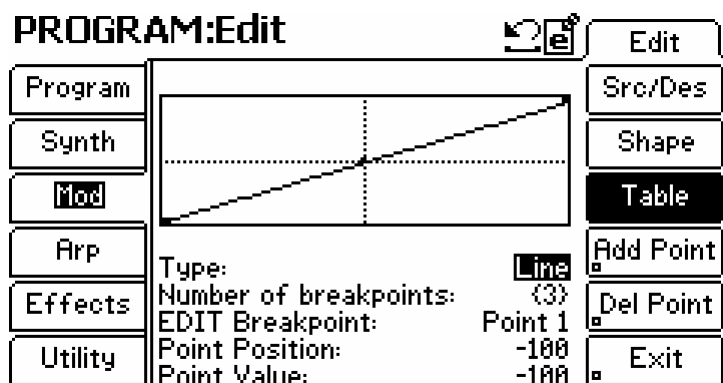 PROGRAM:Edit
e
Edit
Program
Synth
Mod
Arp
Effects
Utility
Type: Line
Number of breakpoints: (3)
EDIT Breakpoint: Point 1
Point Position: -100
Point Value: -100
Src/Des
Shape
Table
Add Point
Del Point
Exit